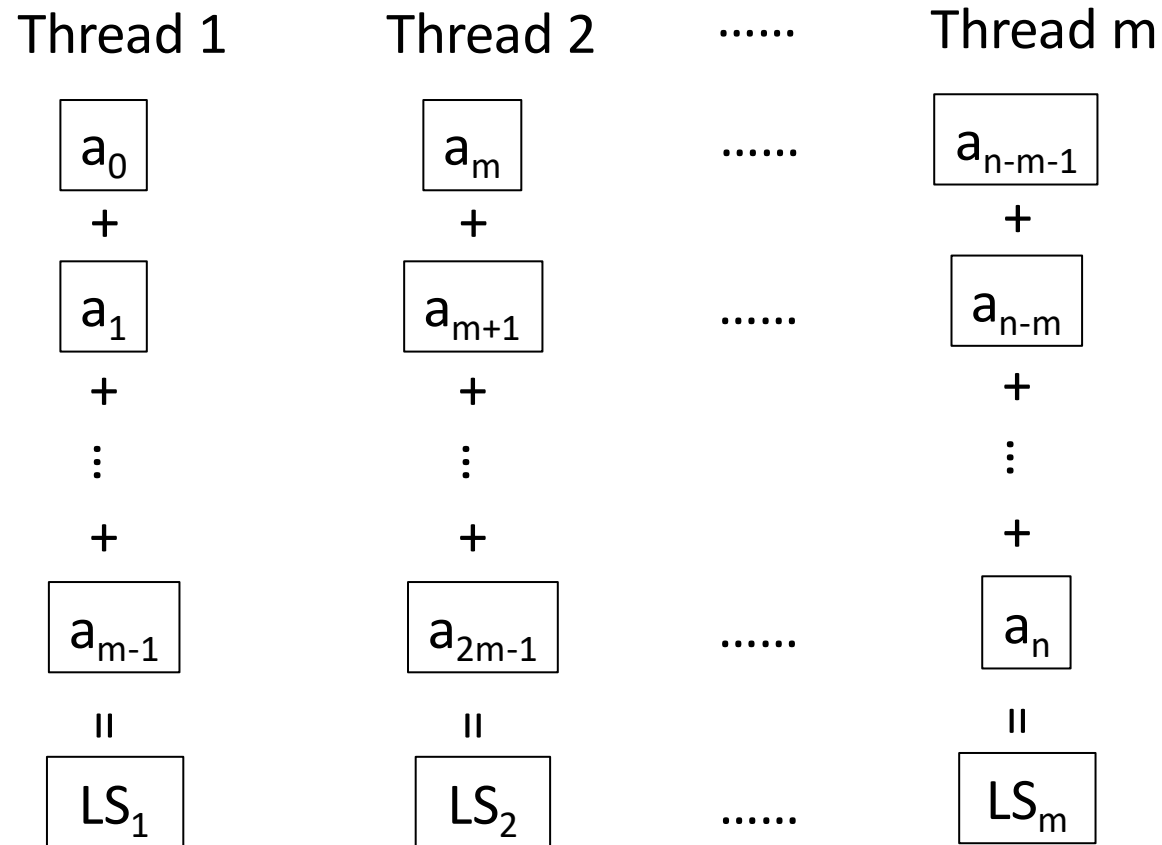 Thread 1 Thread 2 ...... Thread m
a₀ aₘ ...... aₙ₋ₘ₋₁
+ + +
a₁ aₘ₊₁ ...... aₙ₋ₘ
+ + +
⋮ ⋮ ⋮
+ + +
aₘ₋₁ a₂ₘ₋₁ ...... aₙ
= = =
LS₁ LS₂ ...... LSₘ